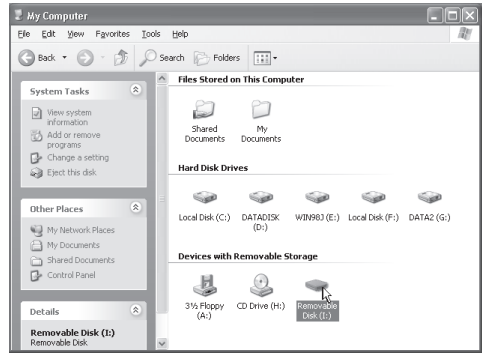 My Computer
File Edit View Favorites Tools Help
Back Search Folders
System Tasks
View system
information
Add or remove
programs
Change a setting
Eject this disk
Other Places
My Network Places
My Documents
Shared Documents
Control Panel
Details
Removable Disk (I:)
Removable Disk
Files Stored on This Computer
Shared
Documents
My
Documents
Hard Disk Drives
Local Disk (C:)
DATADISK
(D:)
WIN98J (E:)
Local Disk (F:)
DATA2 (G:)
Devices with Removable Storage
3½ Floppy
(A:)
CD Drive (H:)
Removable
Disk (I:)